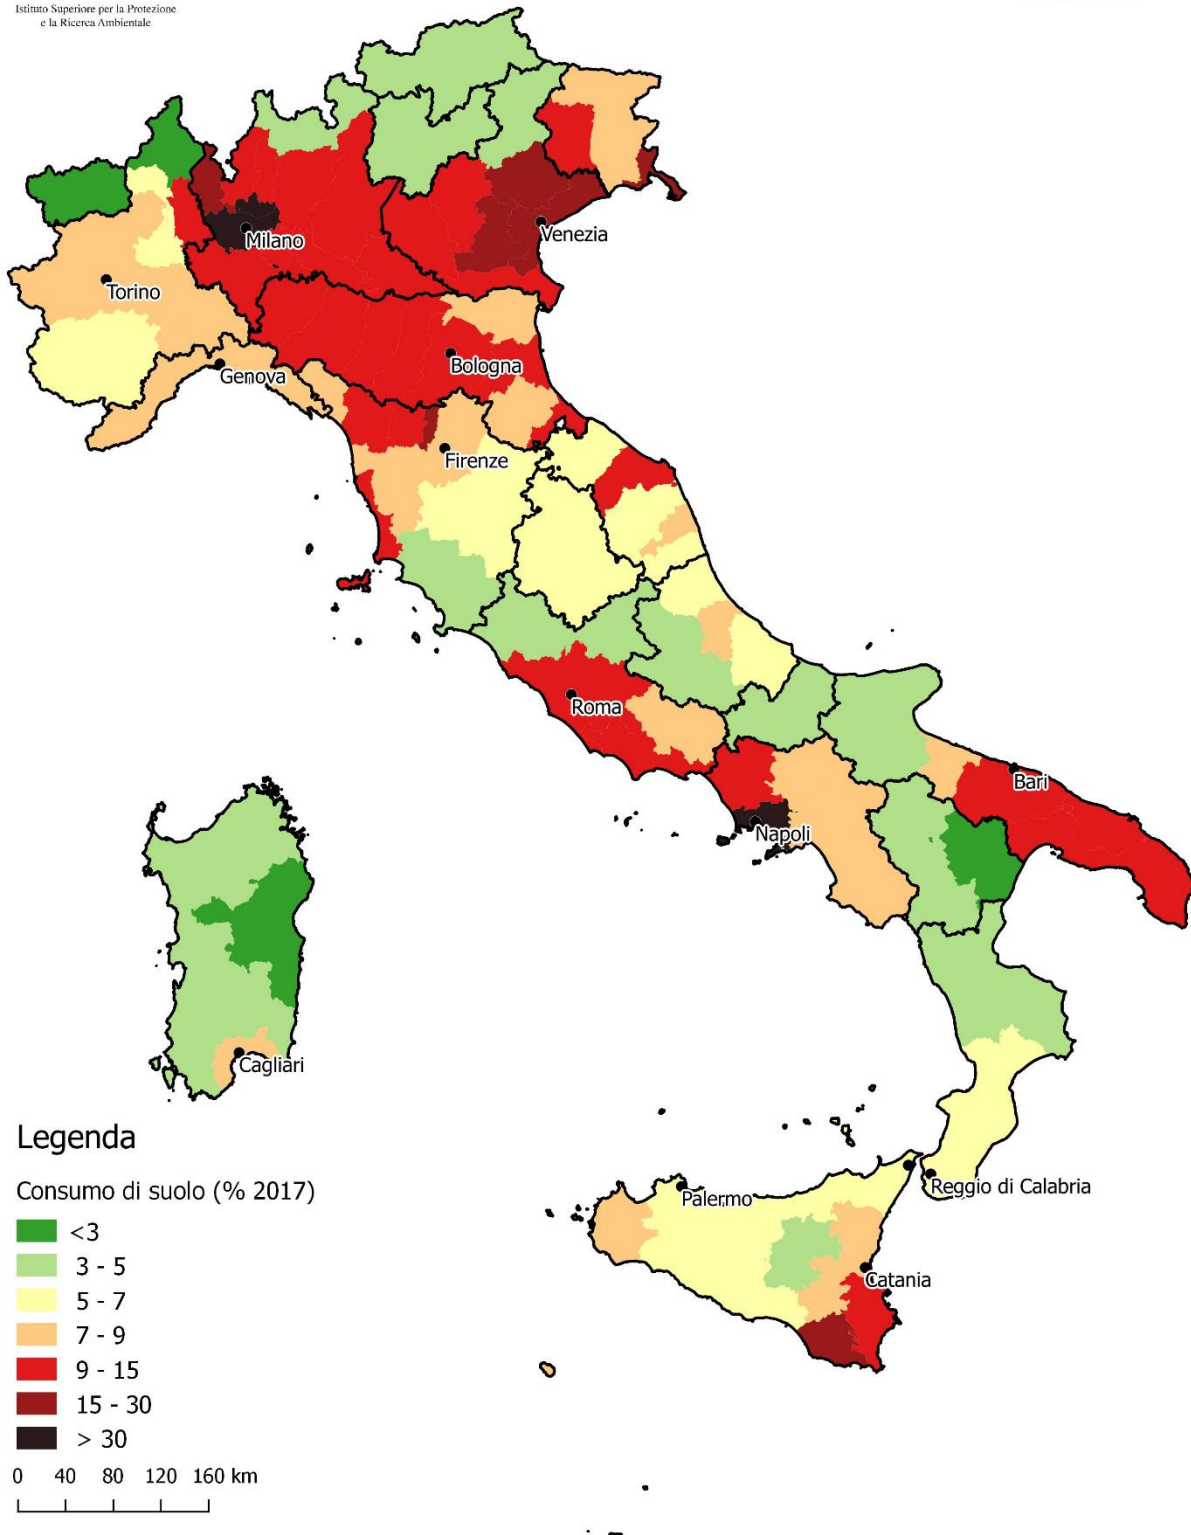 Istituto Superiore per la Protezione
e la Ricerca Ambientale
Milano
Venezia
Torino
Bologna
Genova
Firenze
Roma
Bari
Napoli
Cagliari
Reggio di Calabria
Palermo
Catania
Legenda
Consumo di suolo (% 2017)
<3
3 - 5
5 - 7
7 - 9
9 - 15
15 - 30
> 30
0 40 80 120 160 km